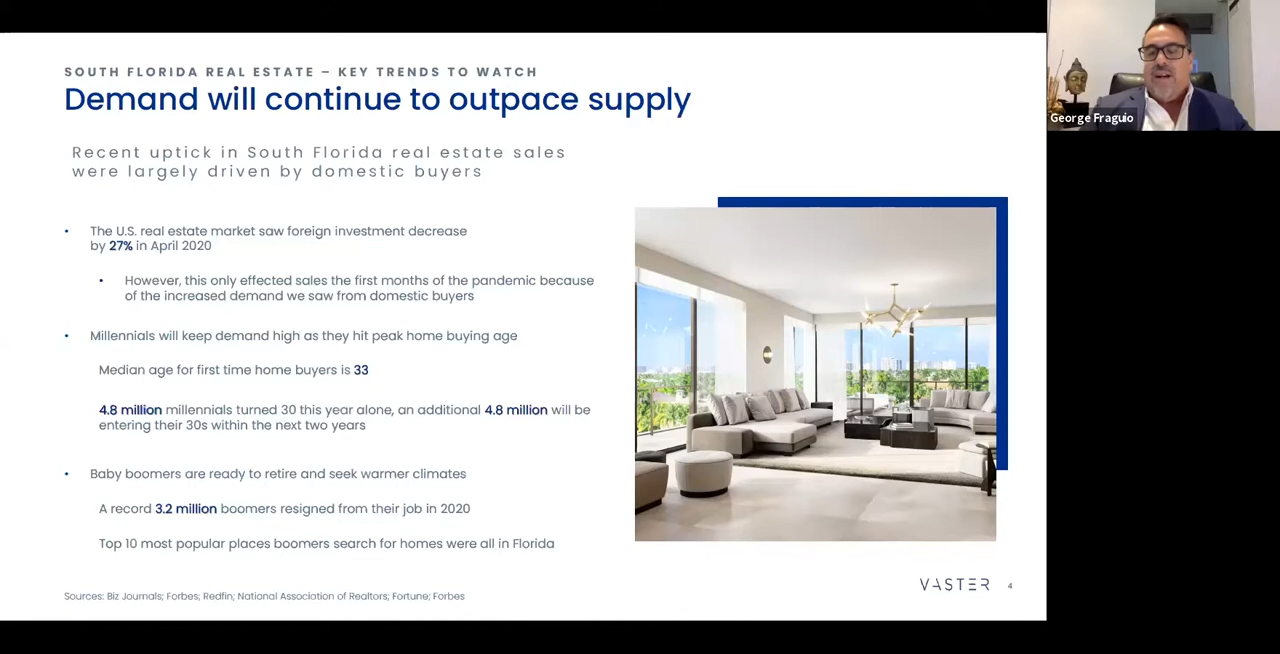 SOUTH FLORIDA REAL ESTATE – KEY TRENDS TO WATCH
Demand will continue to outpace supply
Recent uptick in South Florida real estate sales
were largely driven by domestic buyers
• The U.S. real estate market saw foreign investment decrease
by 27% in April 2020
• However, this only effected sales the first months of the pandemic because
of the increased demand we saw from domestic buyers
• Millennials will keep demand high as they hit peak home buying age
Median age for first time home buyers is 33
4.8 million millennials turned 30 this year alone, an additional 4.8 million will be
entering their 30s within the next two years
• Baby boomers are ready to retire and seek warmer climates
A record 3.2 million boomers resigned from their job in 2020
Top 10 most popular places boomers search for homes were all in Florida
Sources: Biz Journals; Forbes; Redfin; National Association of Realtors; Fortune; Forbes
VASTER 4
George Fraguio